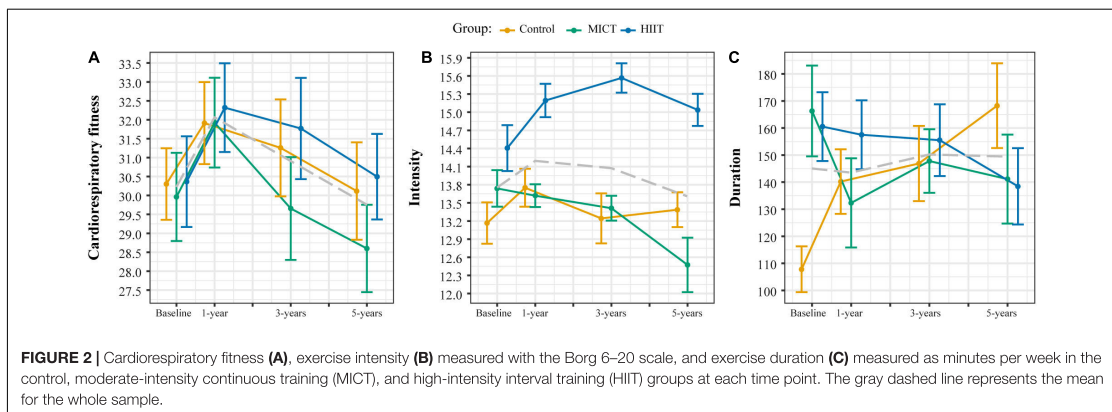 Group: Control MICT HIIT
A
B
C
Cardiorespiratory fitness
33.5
32.5
32.0
31.5
30.5
30.0
29.5
29.0
28.5
27.5
Baseline 1-year 3-years 5-years
Intensity
15.9
15.6
15.3
15.0
14.7
14.4
14.1
13.8
13.5
13.2
12.9
12.6
12.3
12.0
Baseline 1-year 3-years 5-years
Duration
180
170
160
150
140
130
120
110
100
Baseline 1-year 3-years 5-years
FIGURE 2 | Cardiorespiratory fitness (A), exercise intensity (B) measured with the Borg 6–20 scale, and exercise duration (C) measured as minutes per week in the
control, moderate-intensity continuous training (MICT), and high-intensity interval training (HIIT) groups at each time point. The gray dashed line represents the mean
for the whole sample.